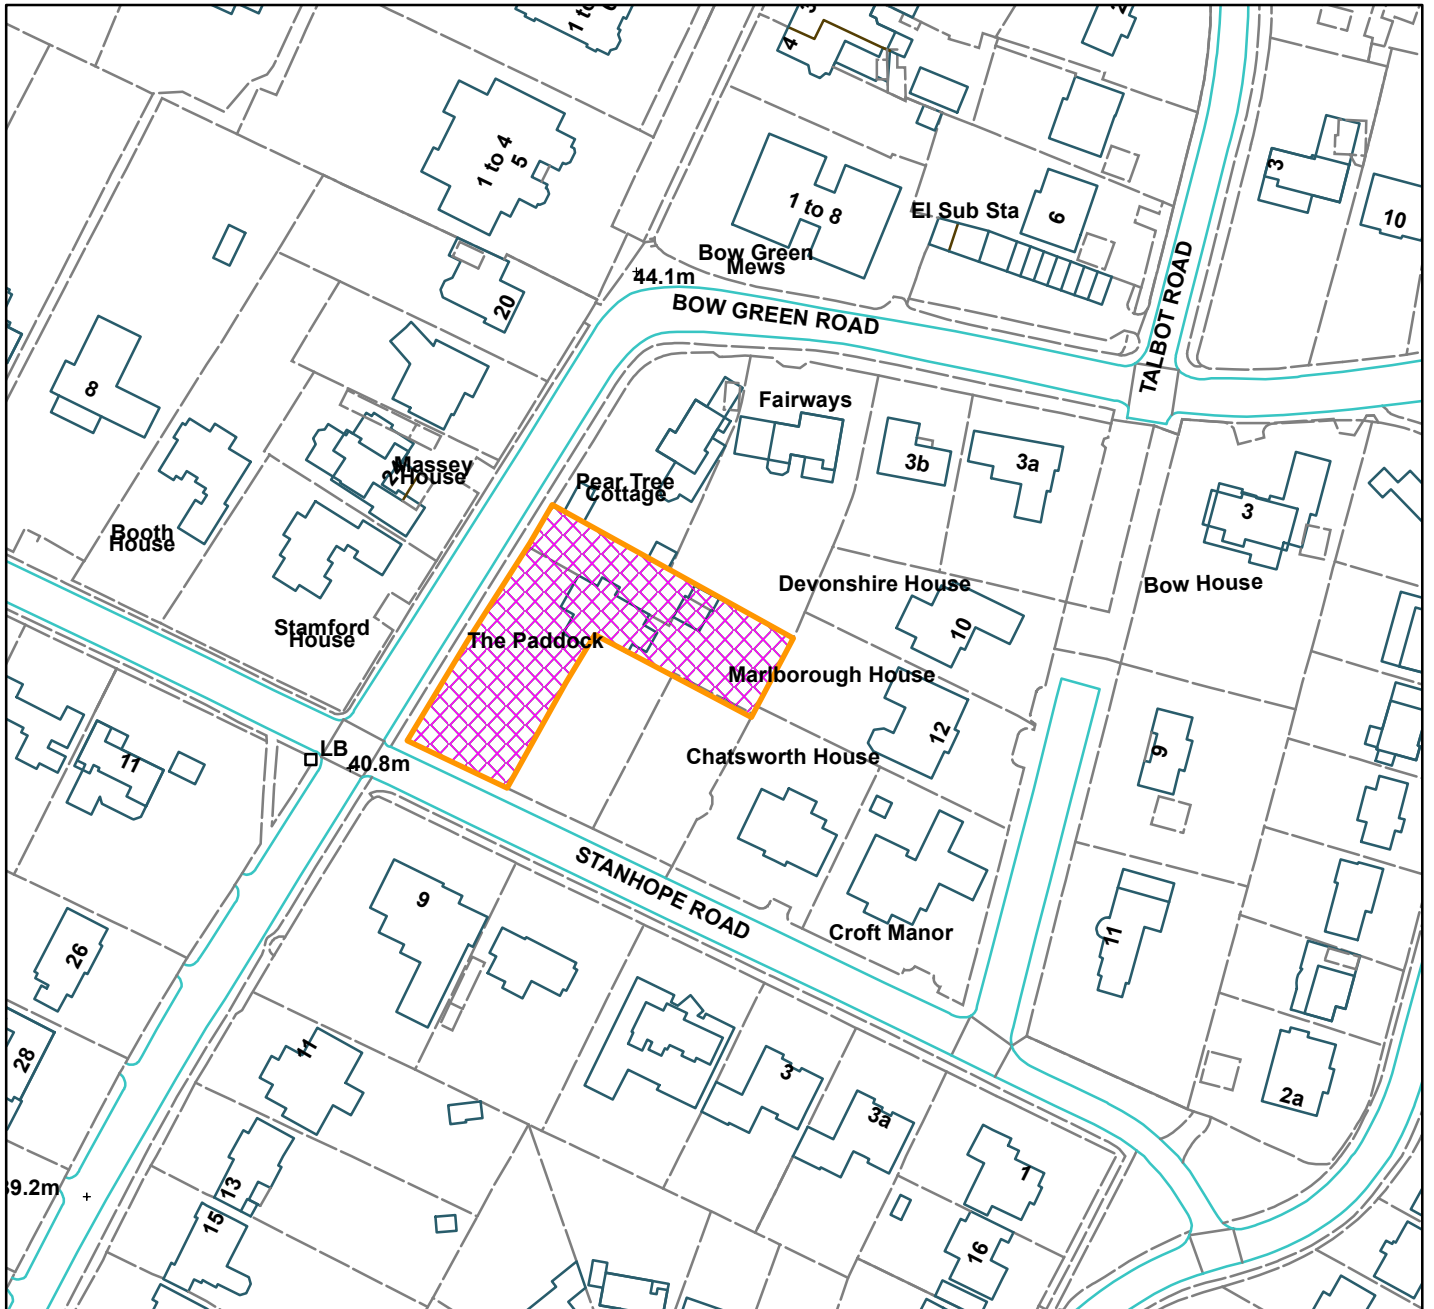 4
1 to 4
5
1 to 8
El Sub Sta
6
3
10
Bow Green
Mews
44.1m
BOW GREEN ROAD
TALBOT ROAD
20
8
Fairways
3b
3a
3
Massey
House
Pear Tree
Cottage
Booth
House
Stamford
House
The Paddock
Devonshire House
10
Bow House
Marlborough House
12
Chatsworth House
9
LB
40.8m
11
STANHOPE ROAD
Croft Manor
9
11
26
28
11
3
3a
2a
1
13
15
16